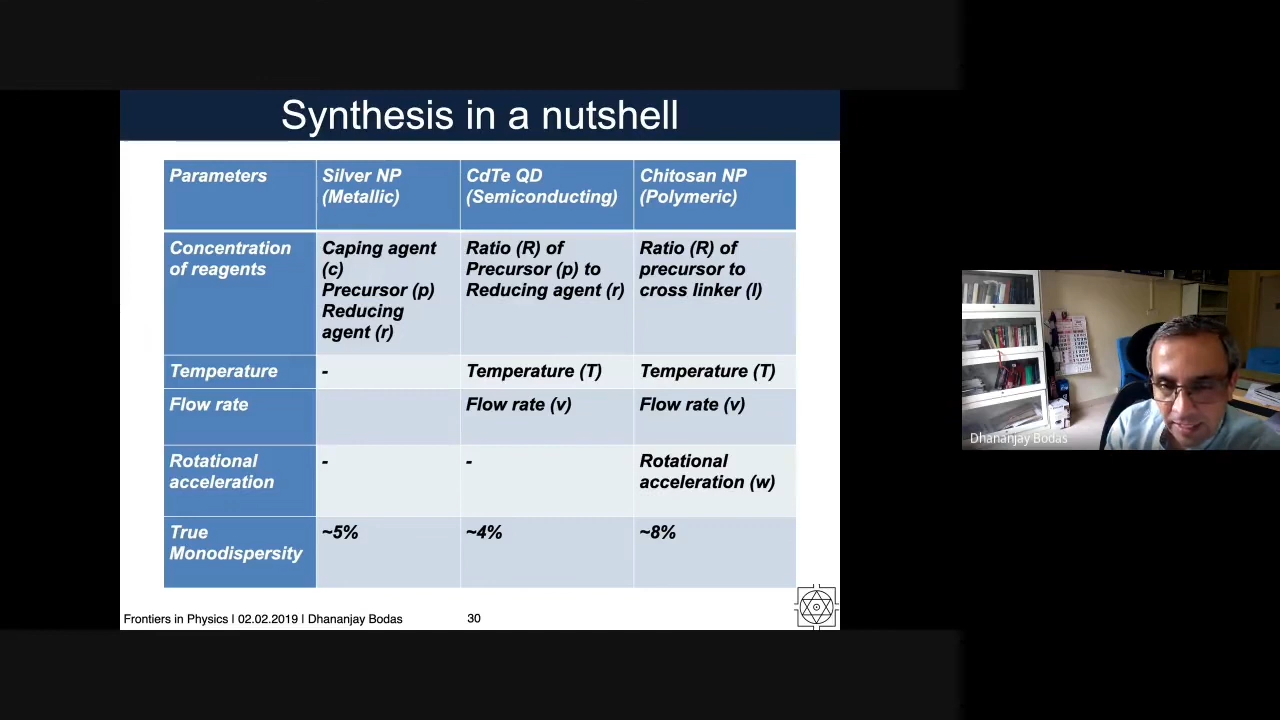 Synthesis in a nutshell
Parameters
Silver NP
(Metallic)
CdTe QD
(Semiconducting)
Chitosan NP
(Polymeric)
Concentration
of reagents
Caping agent
(c)
Precursor (p)
Reducing
agent (r)
Ratio (R) of
Precursor (p) to
Reducing agent (r)
Ratio (R) of
precursor to
cross linker (l)
Temperature
-
Temperature (T)
Temperature (T)
Flow rate
Flow rate (v)
Flow rate (v)
Rotational
acceleration
-
-
Rotational
acceleration (w)
True
Monodispersity
~5%
~4%
~8%
Frontiers in Physics I 02.02.2019 I Dhananjay Bodas
30
Dhananjay Bodas